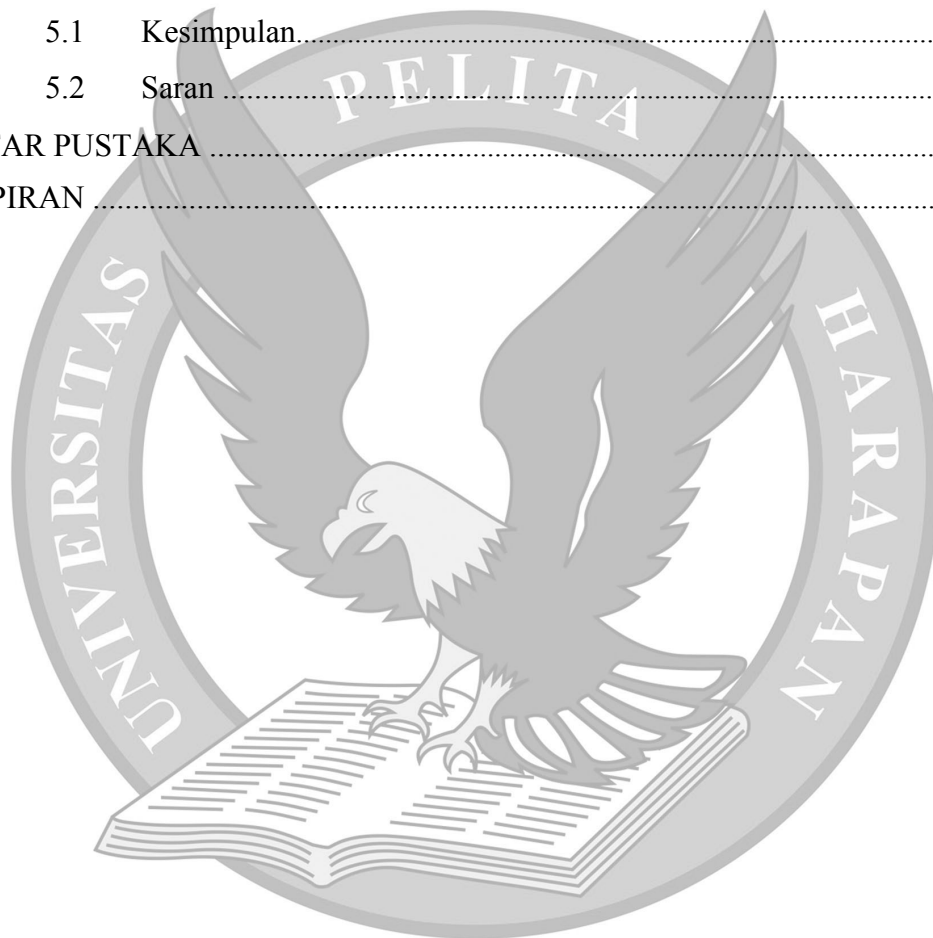 5.1 Kesimpulan....................................................................................
5.2 Saran ............................................................................................
AR PUSTAKA ............................................................................................
PIRAN ............................................................................................................
UNIVERSITAS PELITA HARAPAN